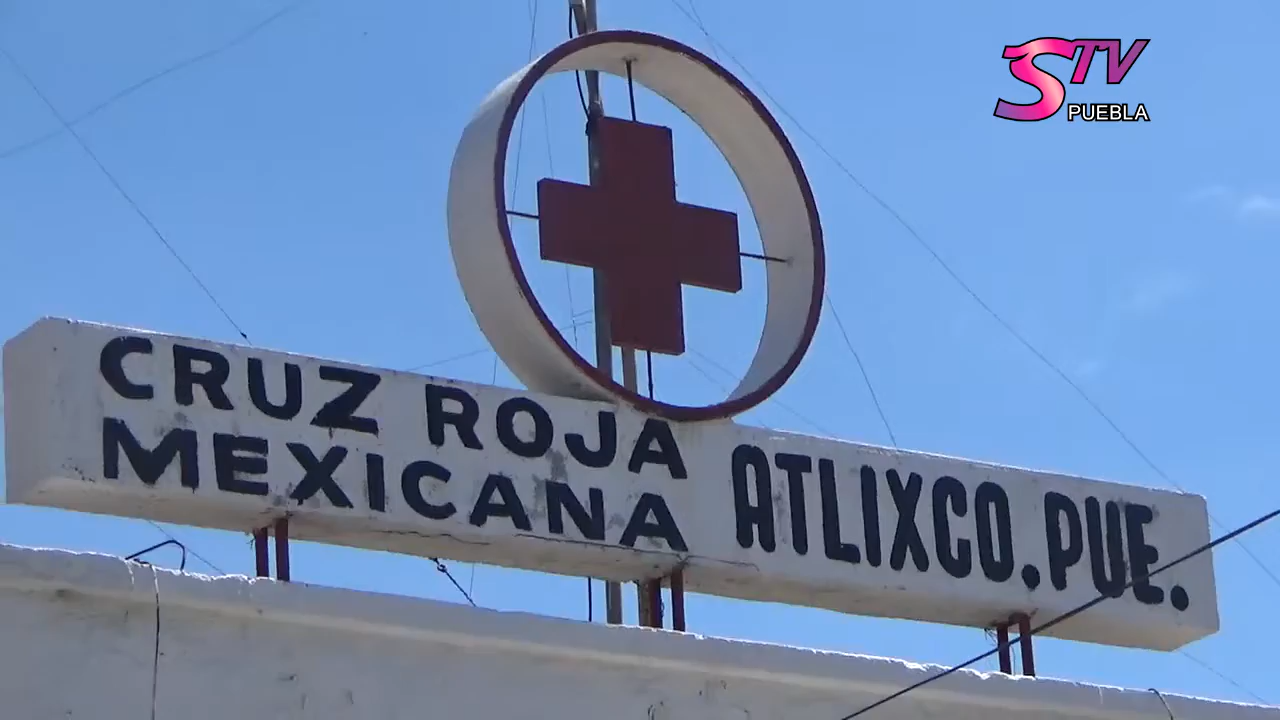 STV
PUEBLA
CRUZ ROJA
MEXICANA
ATLIXCO. PUE.